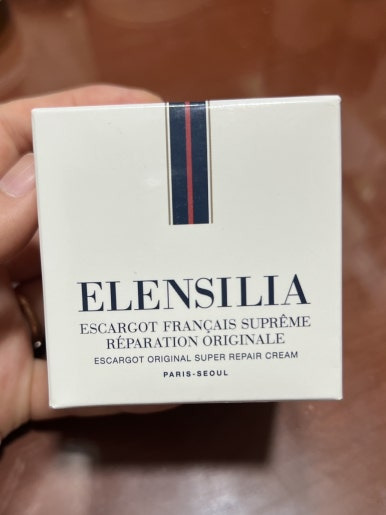 ELENSILIA
ESCARGOT FRANÇAIS SUPRÊME
RÉPARATION ORIGINALE
ESCARGOT ORIGINAL SUPER REPAIR CREAM
PARIS-SEOUL